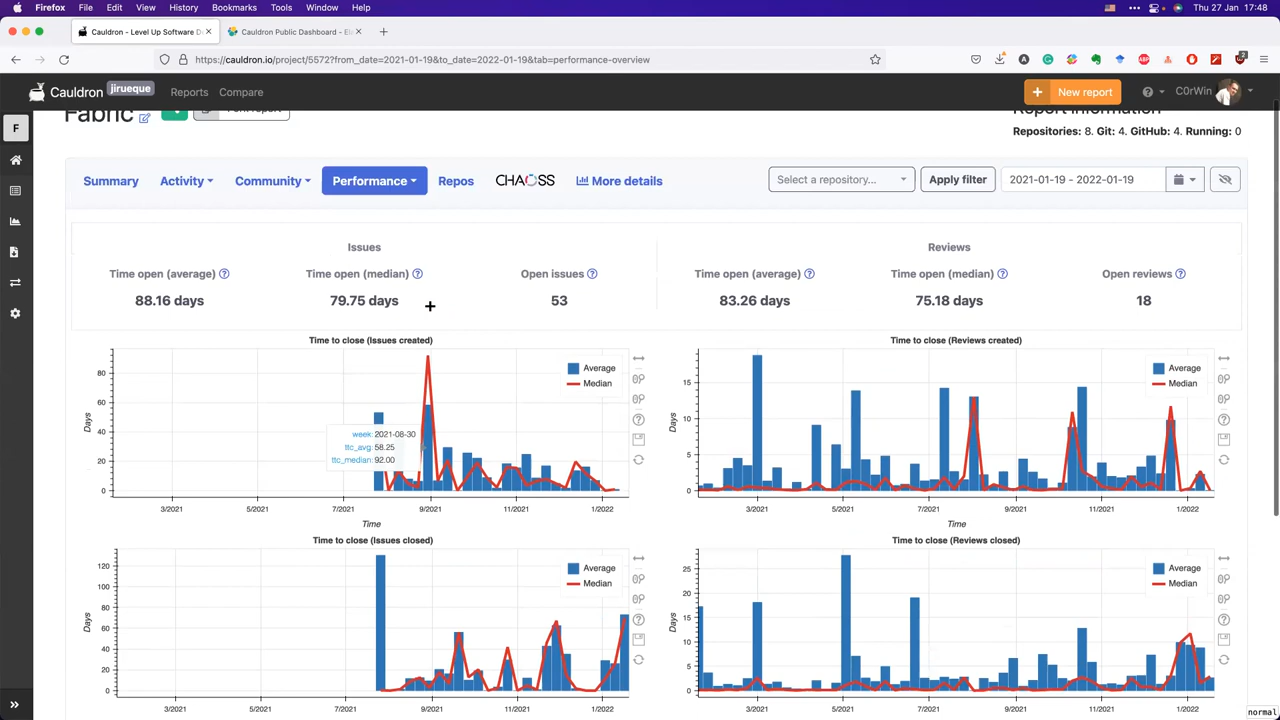 Firefox File Edit View History Bookmarks Tools Window Help Thu 27 Jan 17:48
Cauldron - Level Up Software D
Cauldron Public Dashboard - Ela
https://cauldron.io/project/5572?from_date=2021-01-19&to_date=2022-01-19&tab=performance-overview
Cauldron jirueque Reports Compare
New report
C0rWin
F
Fabric
Report information
Repositories: 8. Git: 4. GitHub: 4. Running: 0
Summary Activity Community Performance Repos CHAOSS More details
Select a repository...
Apply filter
2021-01-19 - 2022-01-19
Issues
Time open (average) Time open (median) Open issues
88.16 days 79.75 days 53
Reviews
Time open (average) Time open (median) Open reviews
83.26 days 75.18 days 18
Time to close (Issues created)
Average
Median
Days
80
60
40
20
0
week: 2021-08-30
ttc_avg: 58.25
ttc_median: 92.00
3/2021 5/2021 7/2021 9/2021 11/2021 1/2022
Time
Time to close (Reviews created)
Average
Median
Days
15
10
5
0
3/2021 5/2021 7/2021 9/2021 11/2021 1/2022
Time
Time to close (Issues closed)
Average
Median
Days
120
100
80
60
40
20
0
3/2021 5/2021 7/2021 9/2021 11/2021 1/2022
Time to close (Reviews closed)
Average
Median
Days
25
20
15
10
5
0
3/2021 5/2021 7/2021 9/2021 11/2021 1/2022
normal